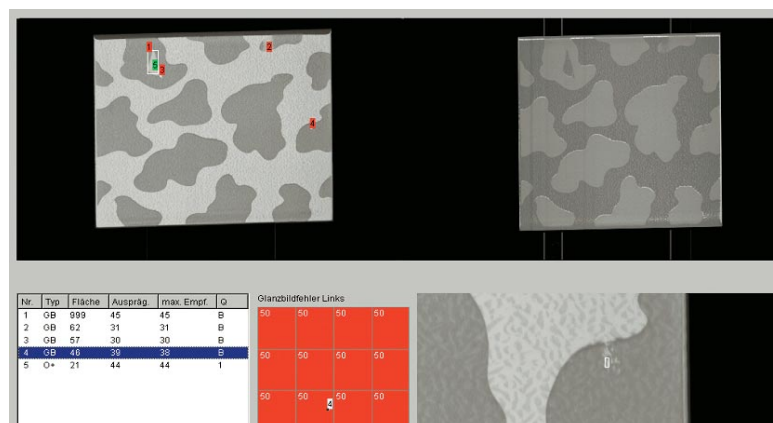 1
2
5
3
4
Nr. Typ Fläche Aupräg. max. Empf. Q
1 GB 999 45 45 B
2 GB 62 31 31 B
3 GB 57 30 30 B
4 GB 46 39 38 B
5 O+ 21 44 44 1
Glanzbildfehler Links
50 50 50 50
50 50 50 50
50 50 50 50
4